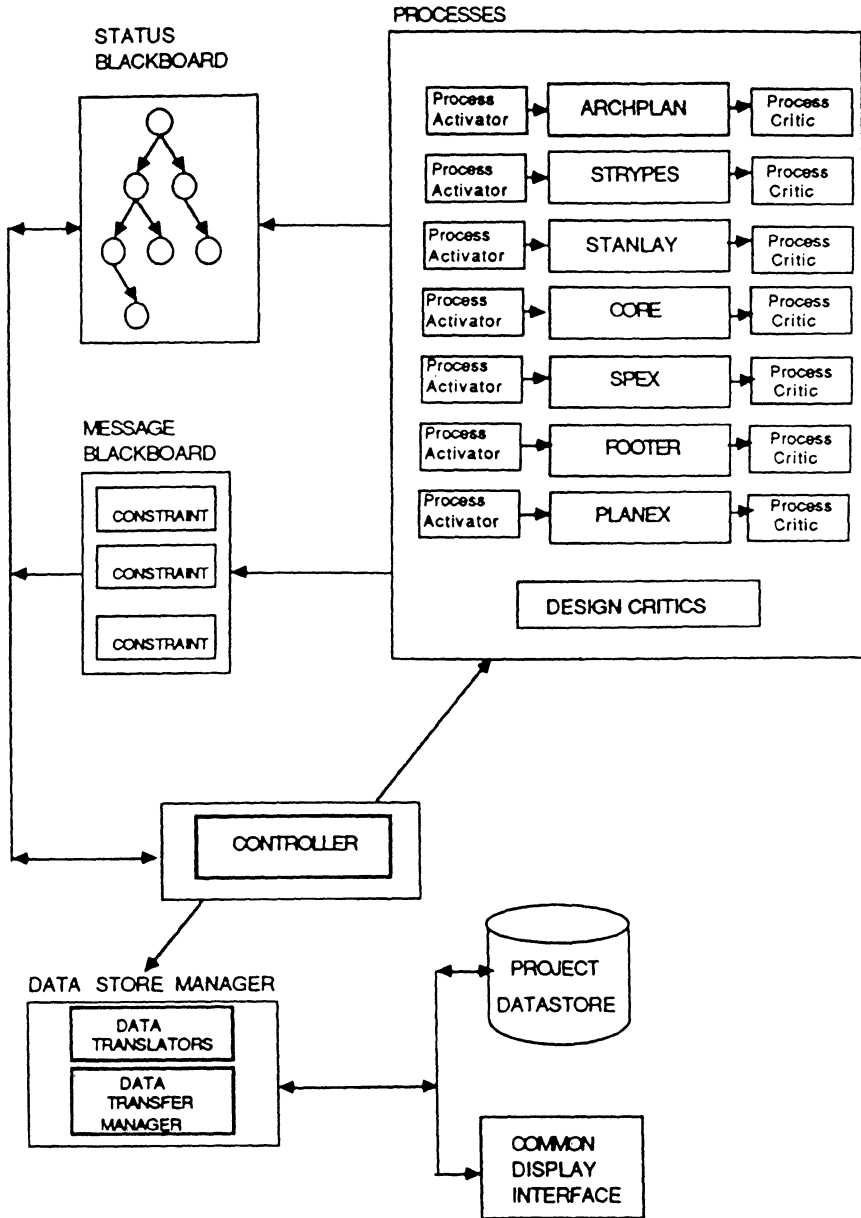 PROCESSES
STATUS
BLACKBOARD
Process
Activator
ARCHPLAN
Process
Critic
Process
Activator
STRYPES
Process
Critic
Process
Activator
STANLAY
Process
Critic
Process
Activator
CORE
Process
Critic
Process
Activator
SPEX
Process
Critic
Process
Activator
FOOTER
Process
Critic
Process
Activator
PLANEX
Process
Critic
DESIGN CRITICS
MESSAGE
BLACKBOARD
CONSTRAINT
CONSTRAINT
CONSTRAINT
CONTROLLER
DATA STORE MANAGER
DATA
TRANSLATORS
DATA
TRANSFER
MANAGER
PROJECT
DATASTORE
COMMON
DISPLAY
INTERFACE